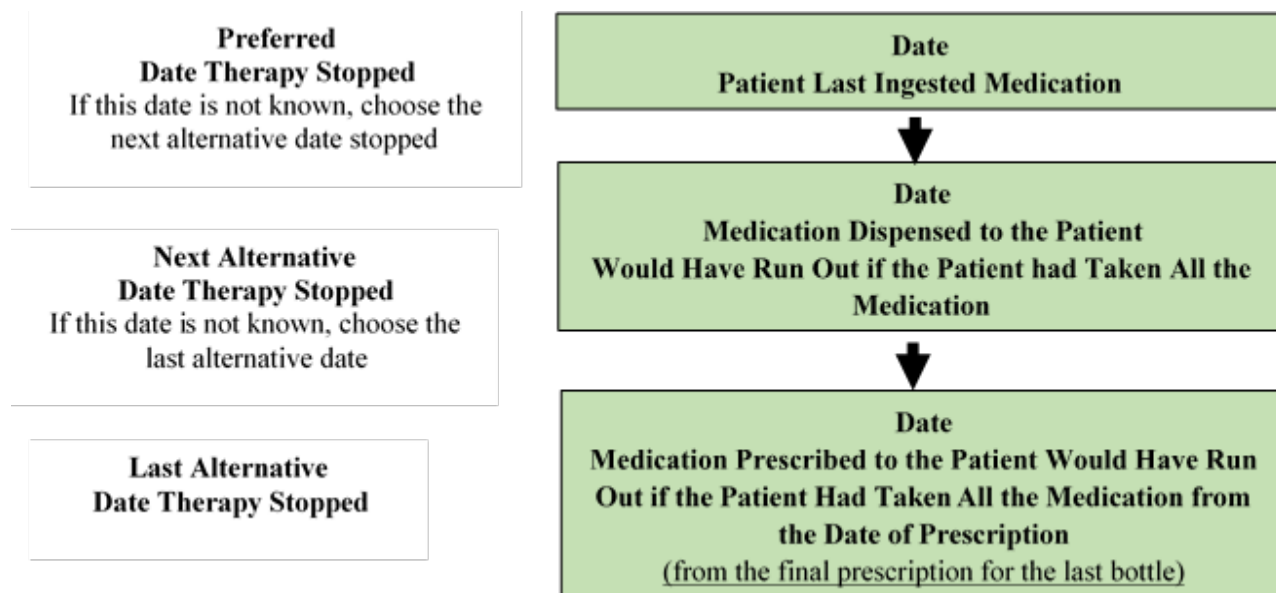 Preferred
Date Therapy Stopped
If this date is not known, choose the
next alternative date stopped
Date
Patient Last Ingested Medication
Next Alternative
Date Therapy Stopped
If this date is not known, choose the
last alternative date
Date
Medication Dispensed to the Patient
Would Have Run Out if the Patient had Taken All the
Medication
Last Alternative
Date Therapy Stopped
Date
Medication Prescribed to the Patient Would Have Run
Out if the Patient Had Taken All the Medication from
the Date of Prescription
(from the final prescription for the last bottle)